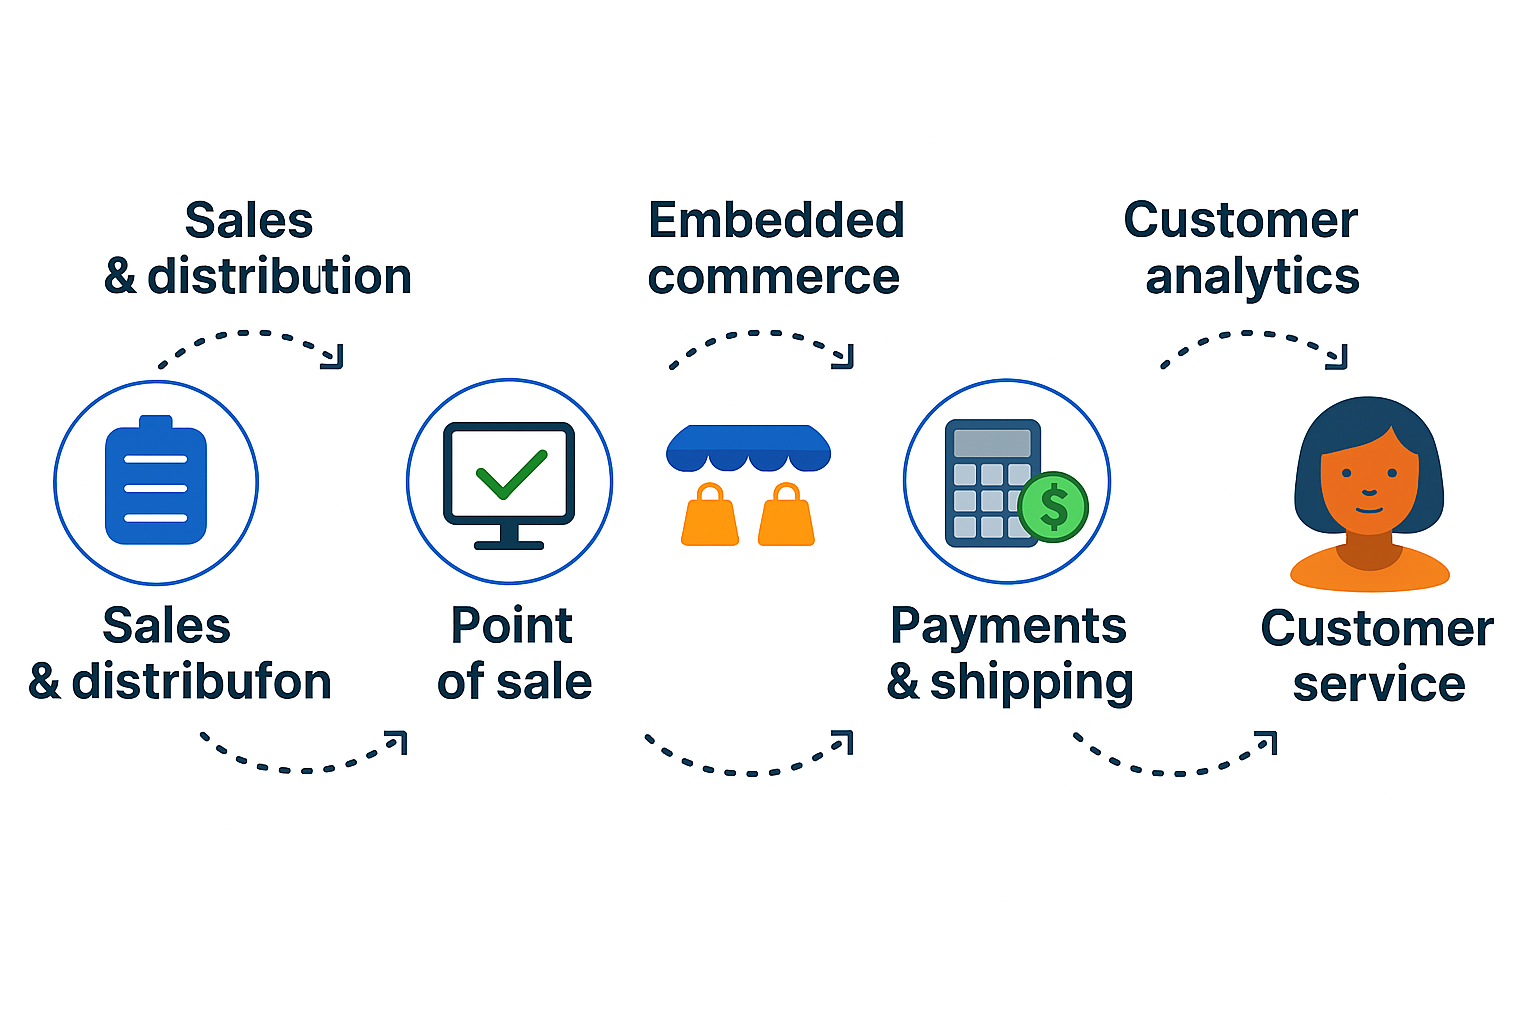 Sales
& distribution
Embedded
commerce
Customer
analytics
$
Sales
& distribufon
Point
of sale
Payments
& shipping
Customer
service